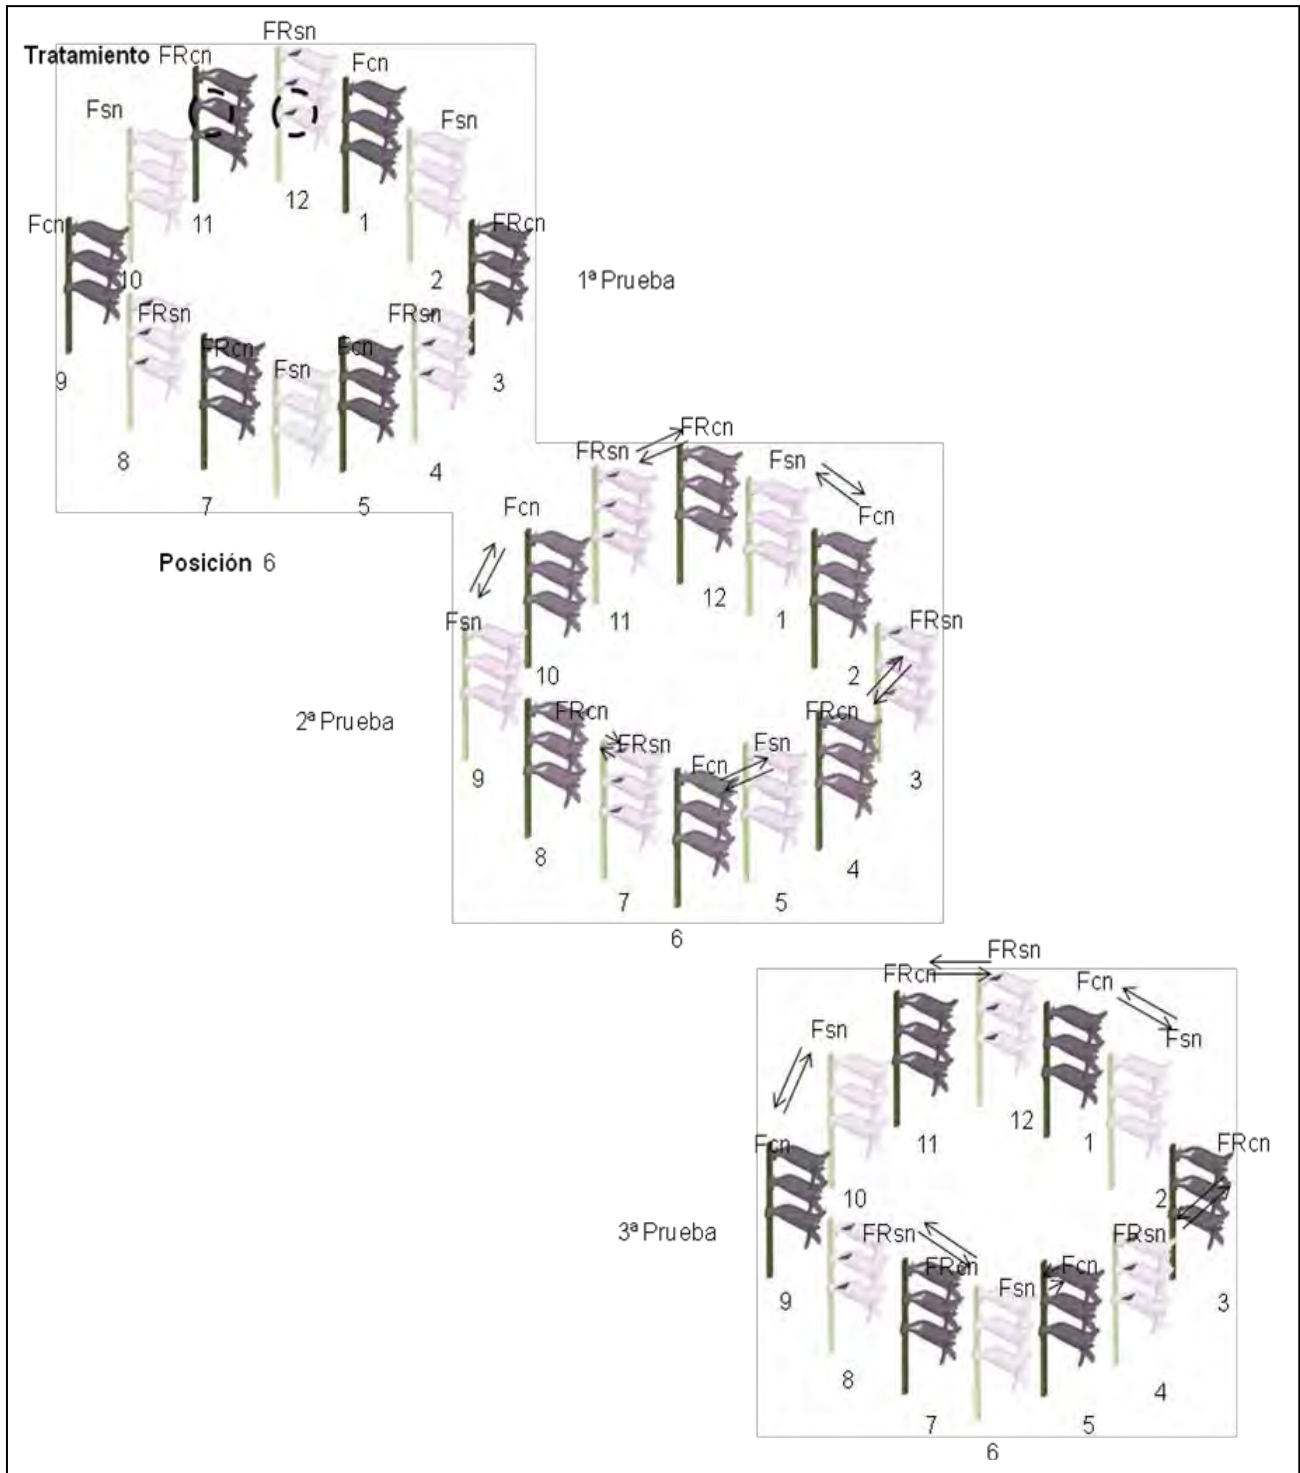 FRsn
Tratamiento FRcn
Fcn
Fsn
Fsn
12
11
1
Fcn
FRcn
10
2
1ª Prueba
FRsn
FRsn
FRcn
Fcn
Fsn
9
3
8
4
7
5
Posición 6
FRcn
FRsn
Fsn
Fcn
Fcn
12
11
1
Fsn
FRsn
10
2
FRcn
FRcn
2ª Prueba
FRsn
Fsn
Fcn
9
3
8
4
7
5
6
FRsn
FRcn
Fcn
Fsn
Fsn
12
11
1
Fcn
FRcn
10
2
3ª Prueba
FRsn
FRsn
FRcn
Fcn
Fsn
9
3
8
4
7
5
6